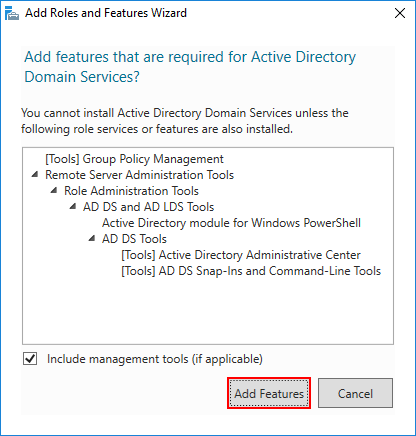 Add Roles and Features Wizard
Add features that are required for Active Directory
Domain Services?
You cannot install Active Directory Domain Services unless the
following role services or features are also installed.
[Tools] Group Policy Management
Remote Server Administration Tools
Role Administration Tools
AD DS and AD LDS Tools
Active Directory module for Windows PowerShell
AD DS Tools
[Tools] Active Directory Administrative Center
[Tools] AD DS Snap-Ins and Command-Line Tools
Include management tools (if applicable)
Add Features
Cancel